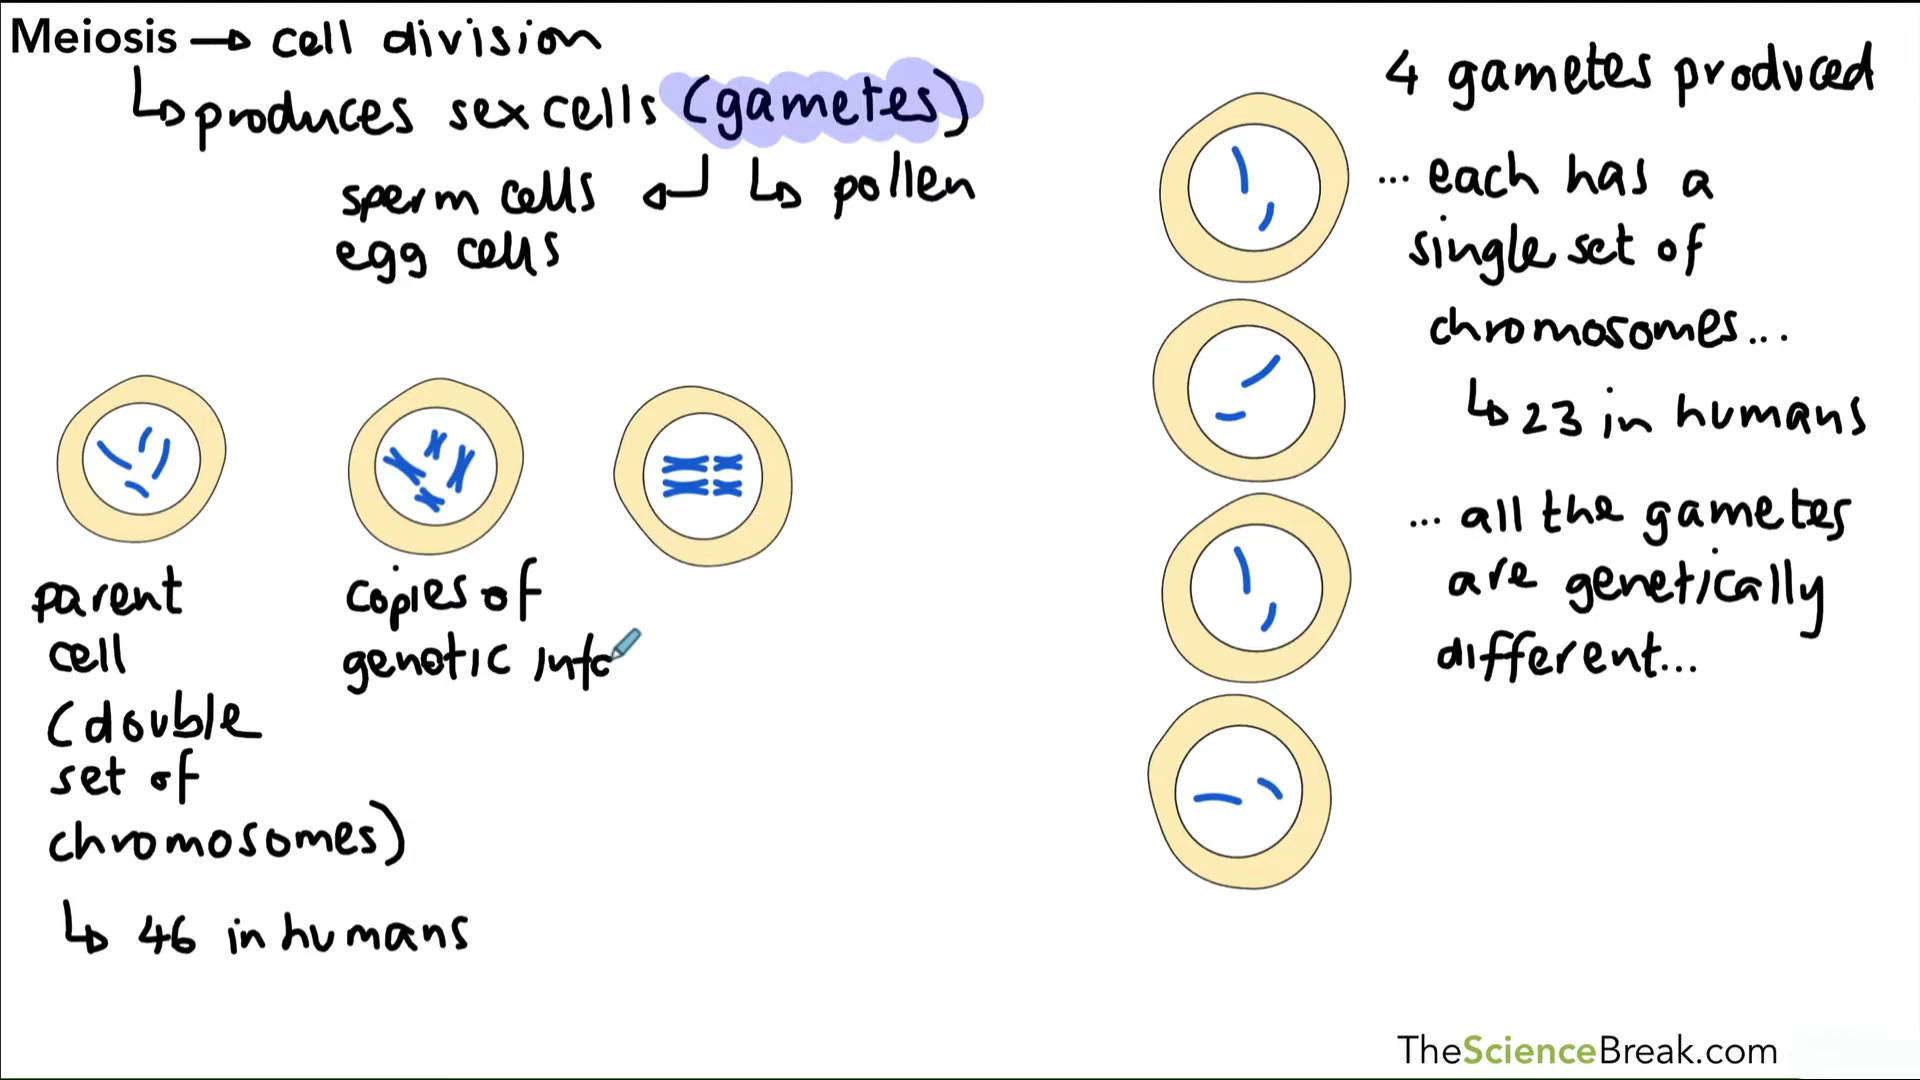 Meiosis → cell division
↳ produces sex cells (gametes)
sperm cells ↲ ↳ pollen
egg cells
parent
cell
(double
set of
chromosomes)
↳ 46 in humans
copies of
genetic info
4 gametes produced
... each has a
single set of
chromosomes...
↳ 23 in humans
... all the gametes
are genetically
different...
TheScienceBreak.com